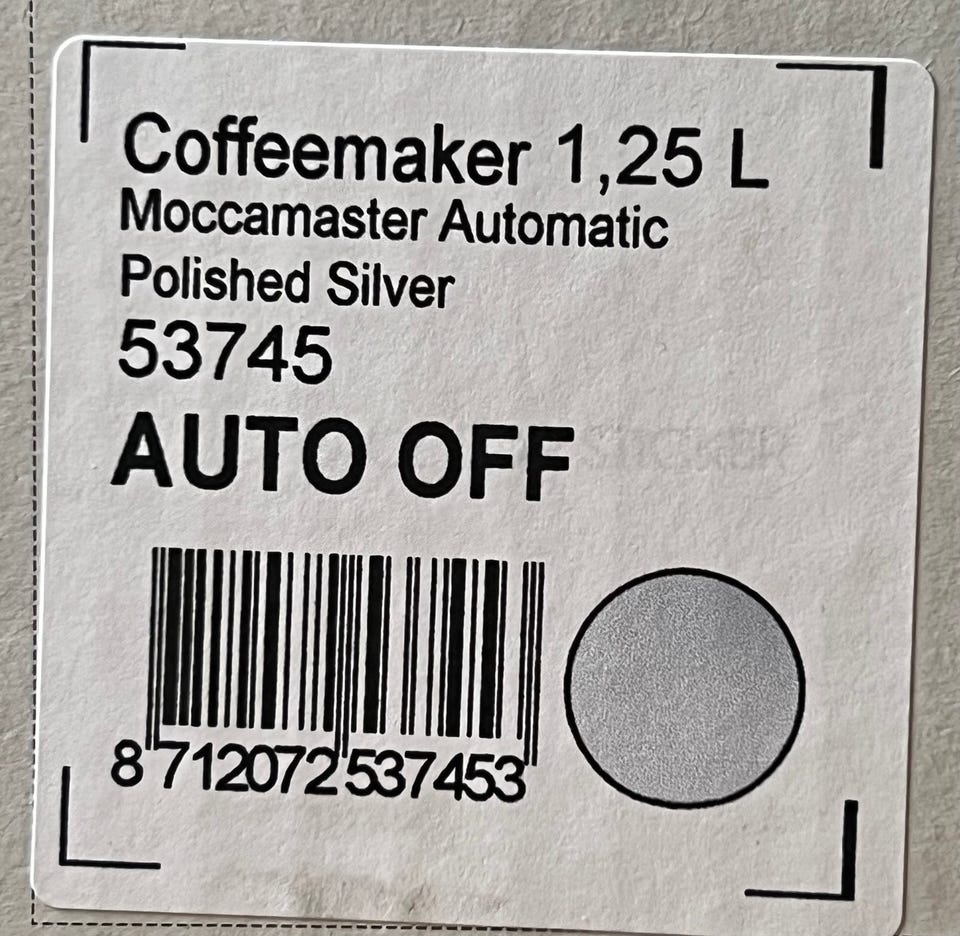 Coffeemaker 1,25 L
Moccamaster Automatic
Polished Silver
53745
AUTO OFF
8 712072 537453